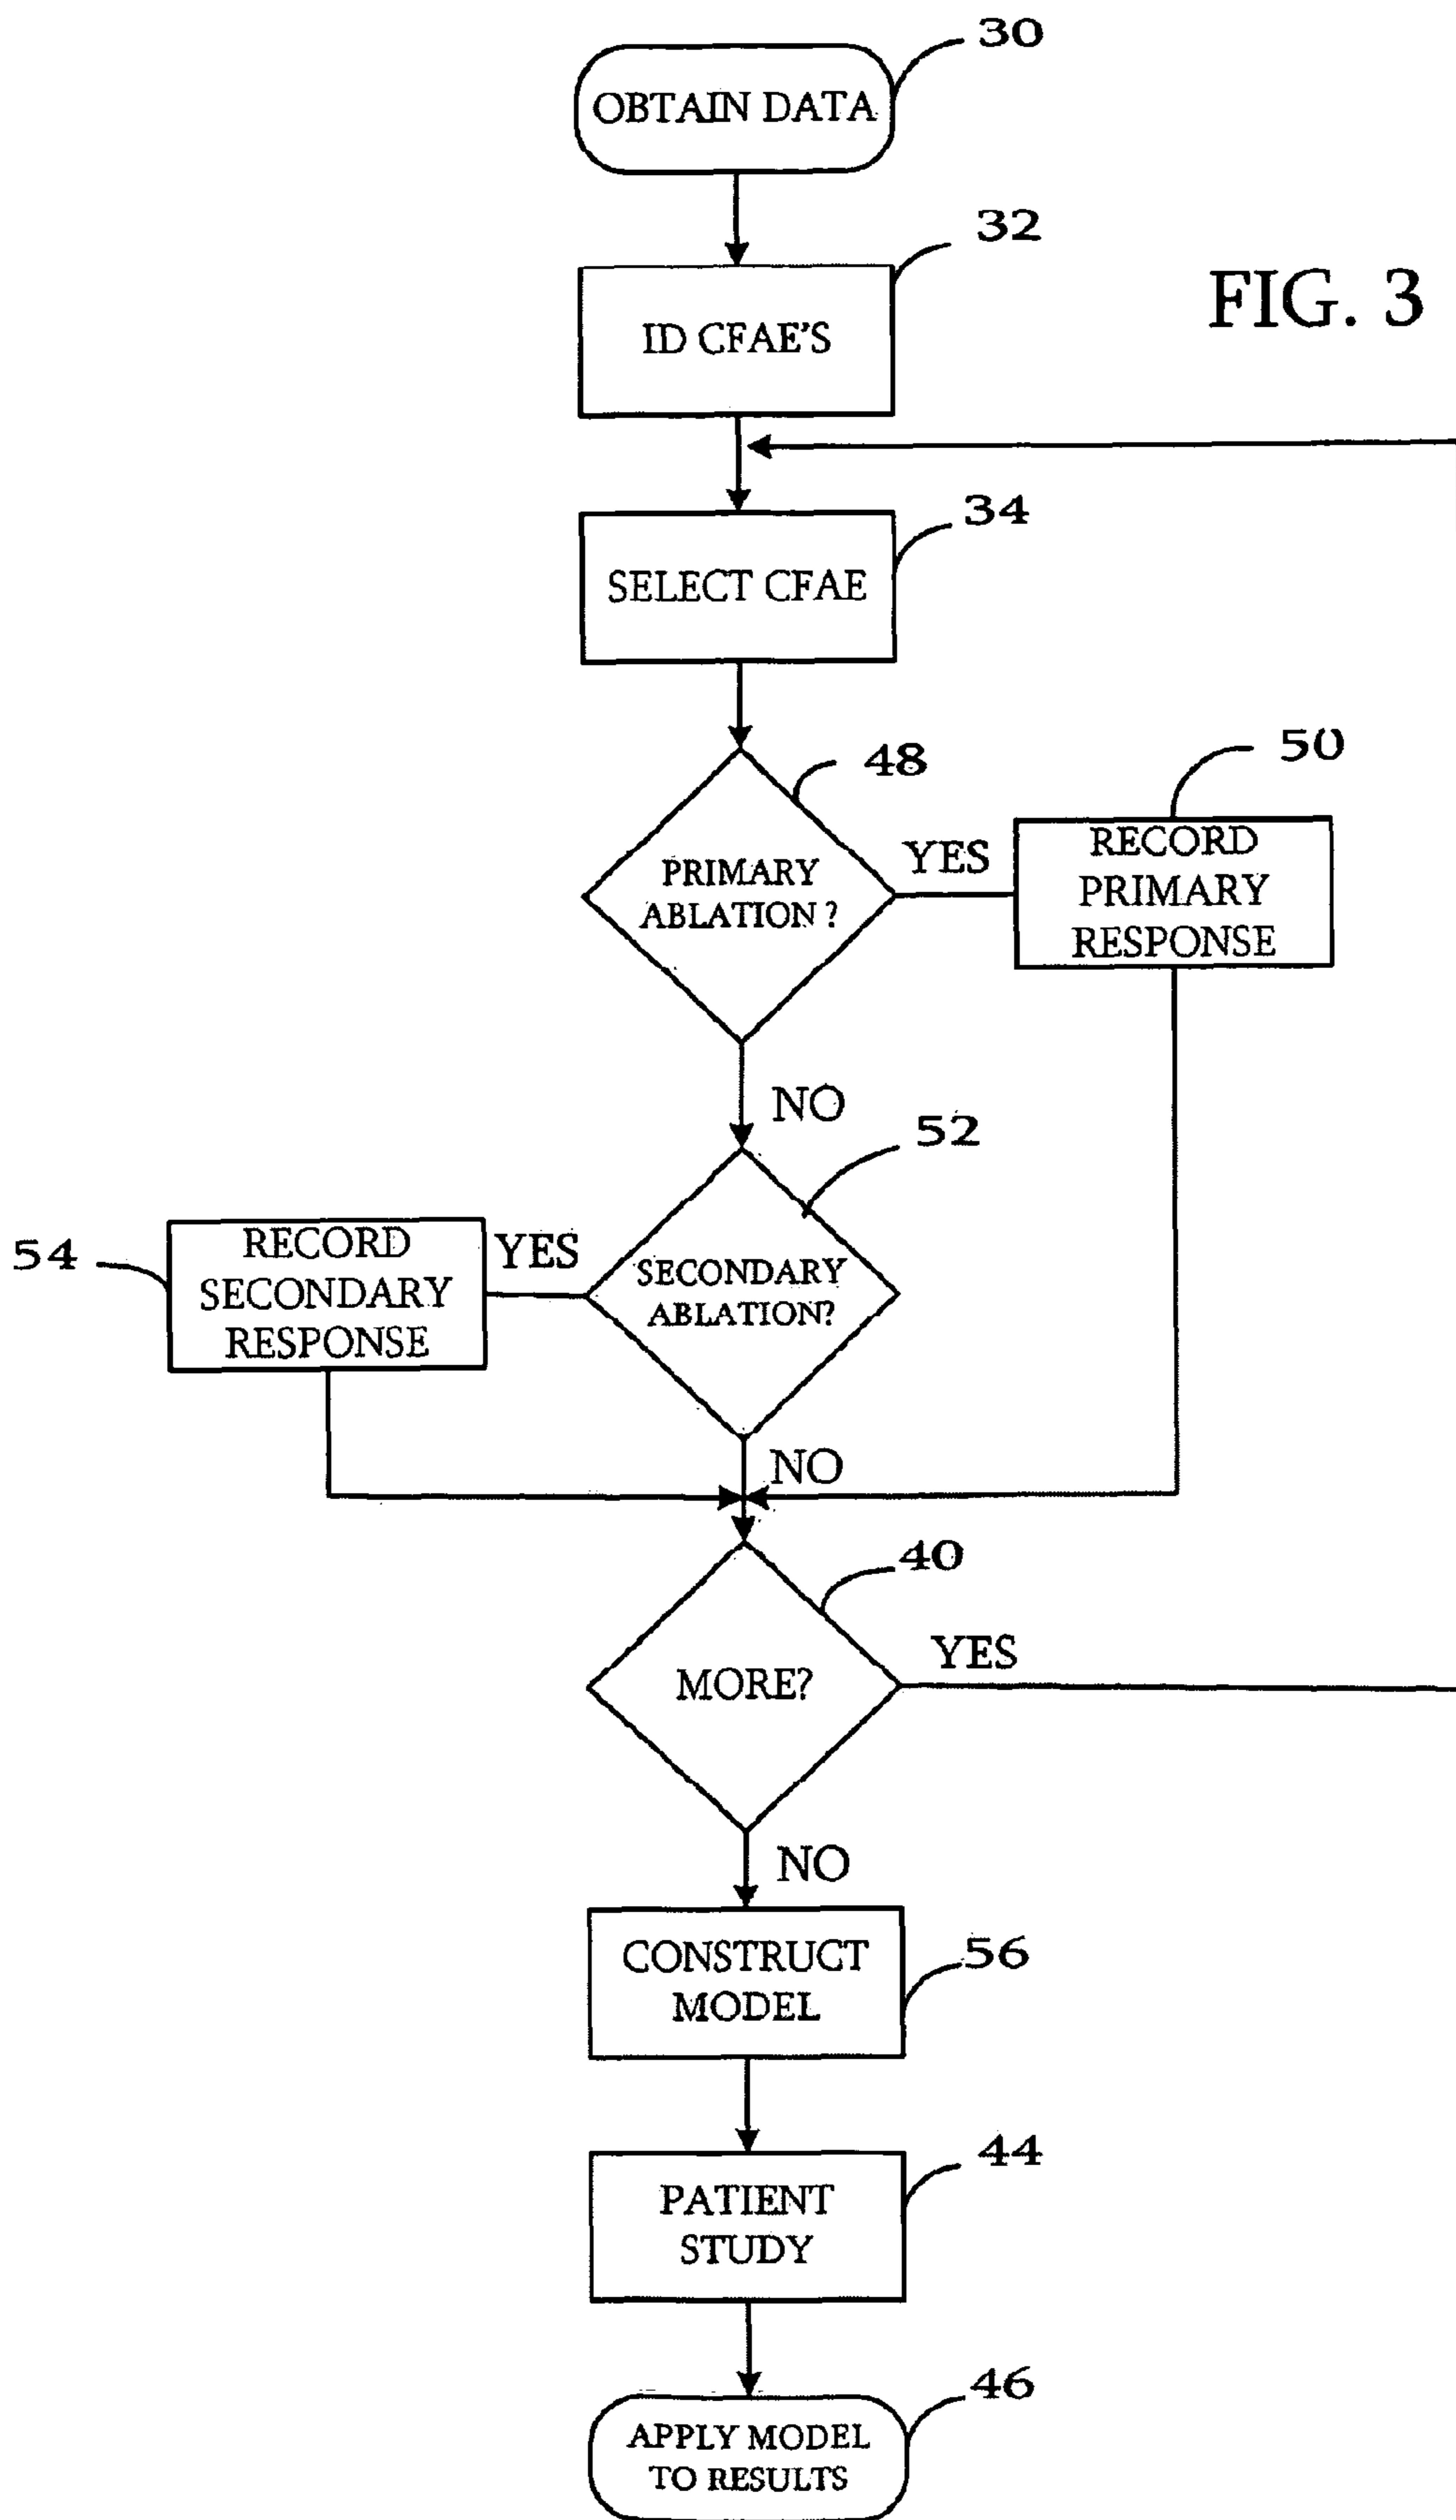 30
OBTAIN DATA
32
FIG. 3
ID CFAE'S
34
SELECT CFAE
48
50
PRIMARY
ABLATION ?
YES
RECORD
PRIMARY
RESPONSE
NO
52
54
RECORD
SECONDARY
RESPONSE
YES
SECONDARY
ABLATION?
NO
40
MORE?
YES
NO
CONSTRUCT
MODEL
56
PATIENT
STUDY
44
46
APPLY MODEL
TO RESULTS